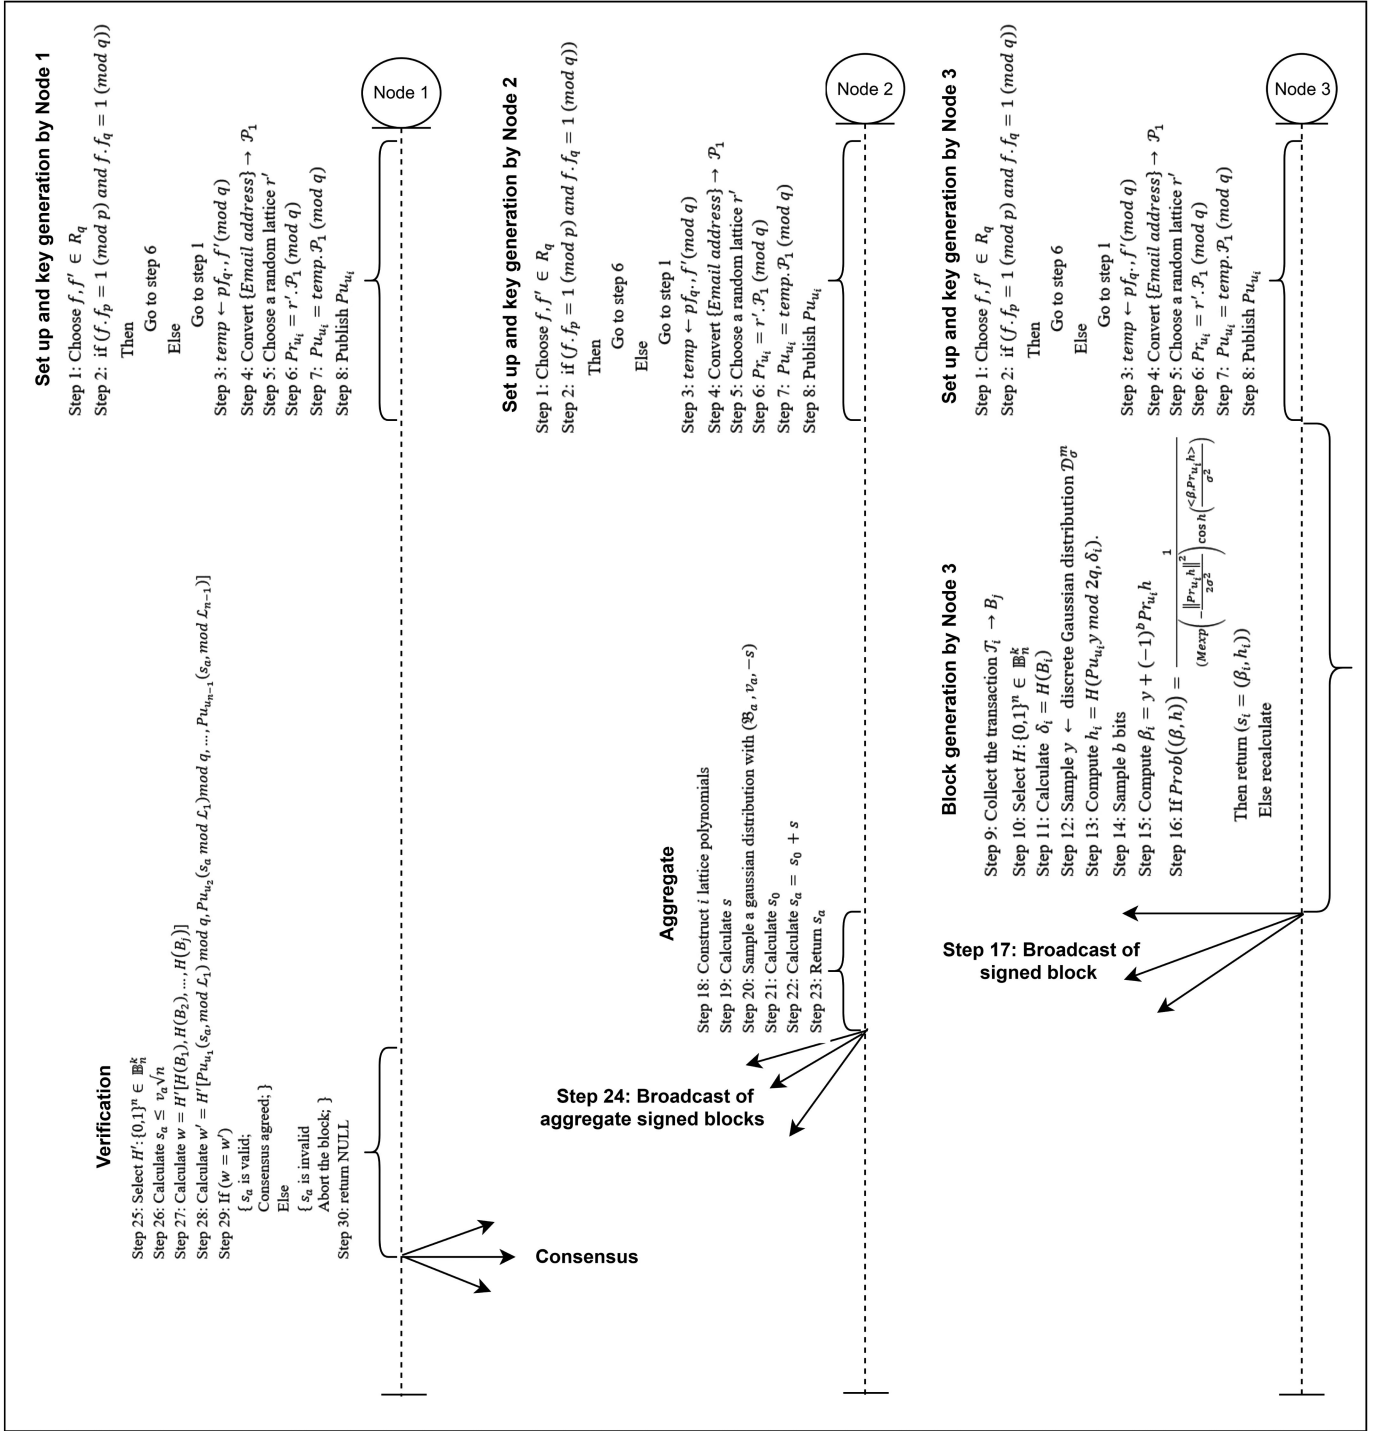 Set up and key generation by Node 1
Step 1: Choose f, f′ ∈ R_q
Step 2: if (f. f_p = 1 (mod p) and f. f_q = 1 (mod q))
Then
Go to step 6
Else
Go to step 1
Step 3: temp ← pf_q., f′(mod q)
Step 4: Convert {Email address} → 𝒫_1
Step 5: Choose a random lattice r′
Step 6: Pr_{u_i} = r′. 𝒫_1 (mod q)
Step 7: Pu_{u_i} = temp. 𝒫_1 (mod q)
Step 8: Publish Pu_{u_i}
Node 1
Verification
Step 25: Select H′: {0,1}^n ∈ 𝔹_n^k
Step 26: Calculate s_a ≤ v_a√n
Step 27: Calculate w = H′[H(B_1), H(B_2), ..., H(B_j)]
Step 28: Calculate w′ = H′[Pu_{u_1}(s_a, mod ℒ_1) mod q, Pu_{u_2}(s_a mod ℒ_1)mod q, ..., Pu_{u_{n−1}}(s_a, mod ℒ_{n−1})]
Step 29: If (w = w′)
{ s_a is valid;
Consensus agreed; }
Else
{ s_a is invalid
Abort the block; }
Step 30: return NULL
Consensus
Set up and key generation by Node 2
Step 1: Choose f, f′ ∈ R_q
Step 2: if (f. f_p = 1 (mod p) and f. f_q = 1 (mod q))
Then
Go to step 6
Else
Go to step 1
Step 3: temp ← pf_q., f′(mod q)
Step 4: Convert {Email address} → 𝒫_1
Step 5: Choose a random lattice r′
Step 6: Pr_{u_i} = r′. 𝒫_1 (mod q)
Step 7: Pu_{u_i} = temp. 𝒫_1 (mod q)
Step 8: Publish Pu_{u_i}
Node 2
Aggregate
Step 18: Construct i lattice polynomials
Step 19: Calculate s
Step 20: Sample a gaussian distribution with (𝔅_a, v_a, −s)
Step 21: Calculate s_0
Step 22: Calculate s_a = s_0 + s
Step 23: Return s_a
Step 24: Broadcast of
aggregate signed blocks
Set up and key generation by Node 3
Step 1: Choose f, f′ ∈ R_q
Step 2: if (f. f_p = 1 (mod p) and f. f_q = 1 (mod q))
Then
Go to step 6
Else
Go to step 1
Step 3: temp ← pf_q., f′(mod q)
Step 4: Convert {Email address} → 𝒫_1
Step 5: Choose a random lattice r′
Step 6: Pr_{u_i} = r′. 𝒫_1 (mod q)
Step 7: Pu_{u_i} = temp. 𝒫_1 (mod q)
Step 8: Publish Pu_{u_i}
Node 3
Block generation by Node 3
Step 9: Collect the transaction 𝒯_i → B_j
Step 10: Select H: {0,1}^n ∈ 𝔹_n^k
Step 11: Calculate δ_i = H(B_i)
Step 12: Sample y ← discrete Gaussian distribution 𝒟_σ^m
Step 13: Compute h_i = H(Pu_{u_i}y mod 2q, δ_i).
Step 14: Sample b bits
Step 15: Compute β_i = y + (−1)^b Pr_{u_i}h
Step 16: If Prob((β, h)) = 1 / (Mexp(−‖Pr_{u_i}h‖^2 / 2σ^2) cos h(<β,Pr_{u_i}h> / σ^2)
Then return (s_i = (β_i, h_i))
Else recalculate
Step 17: Broadcast of
signed block